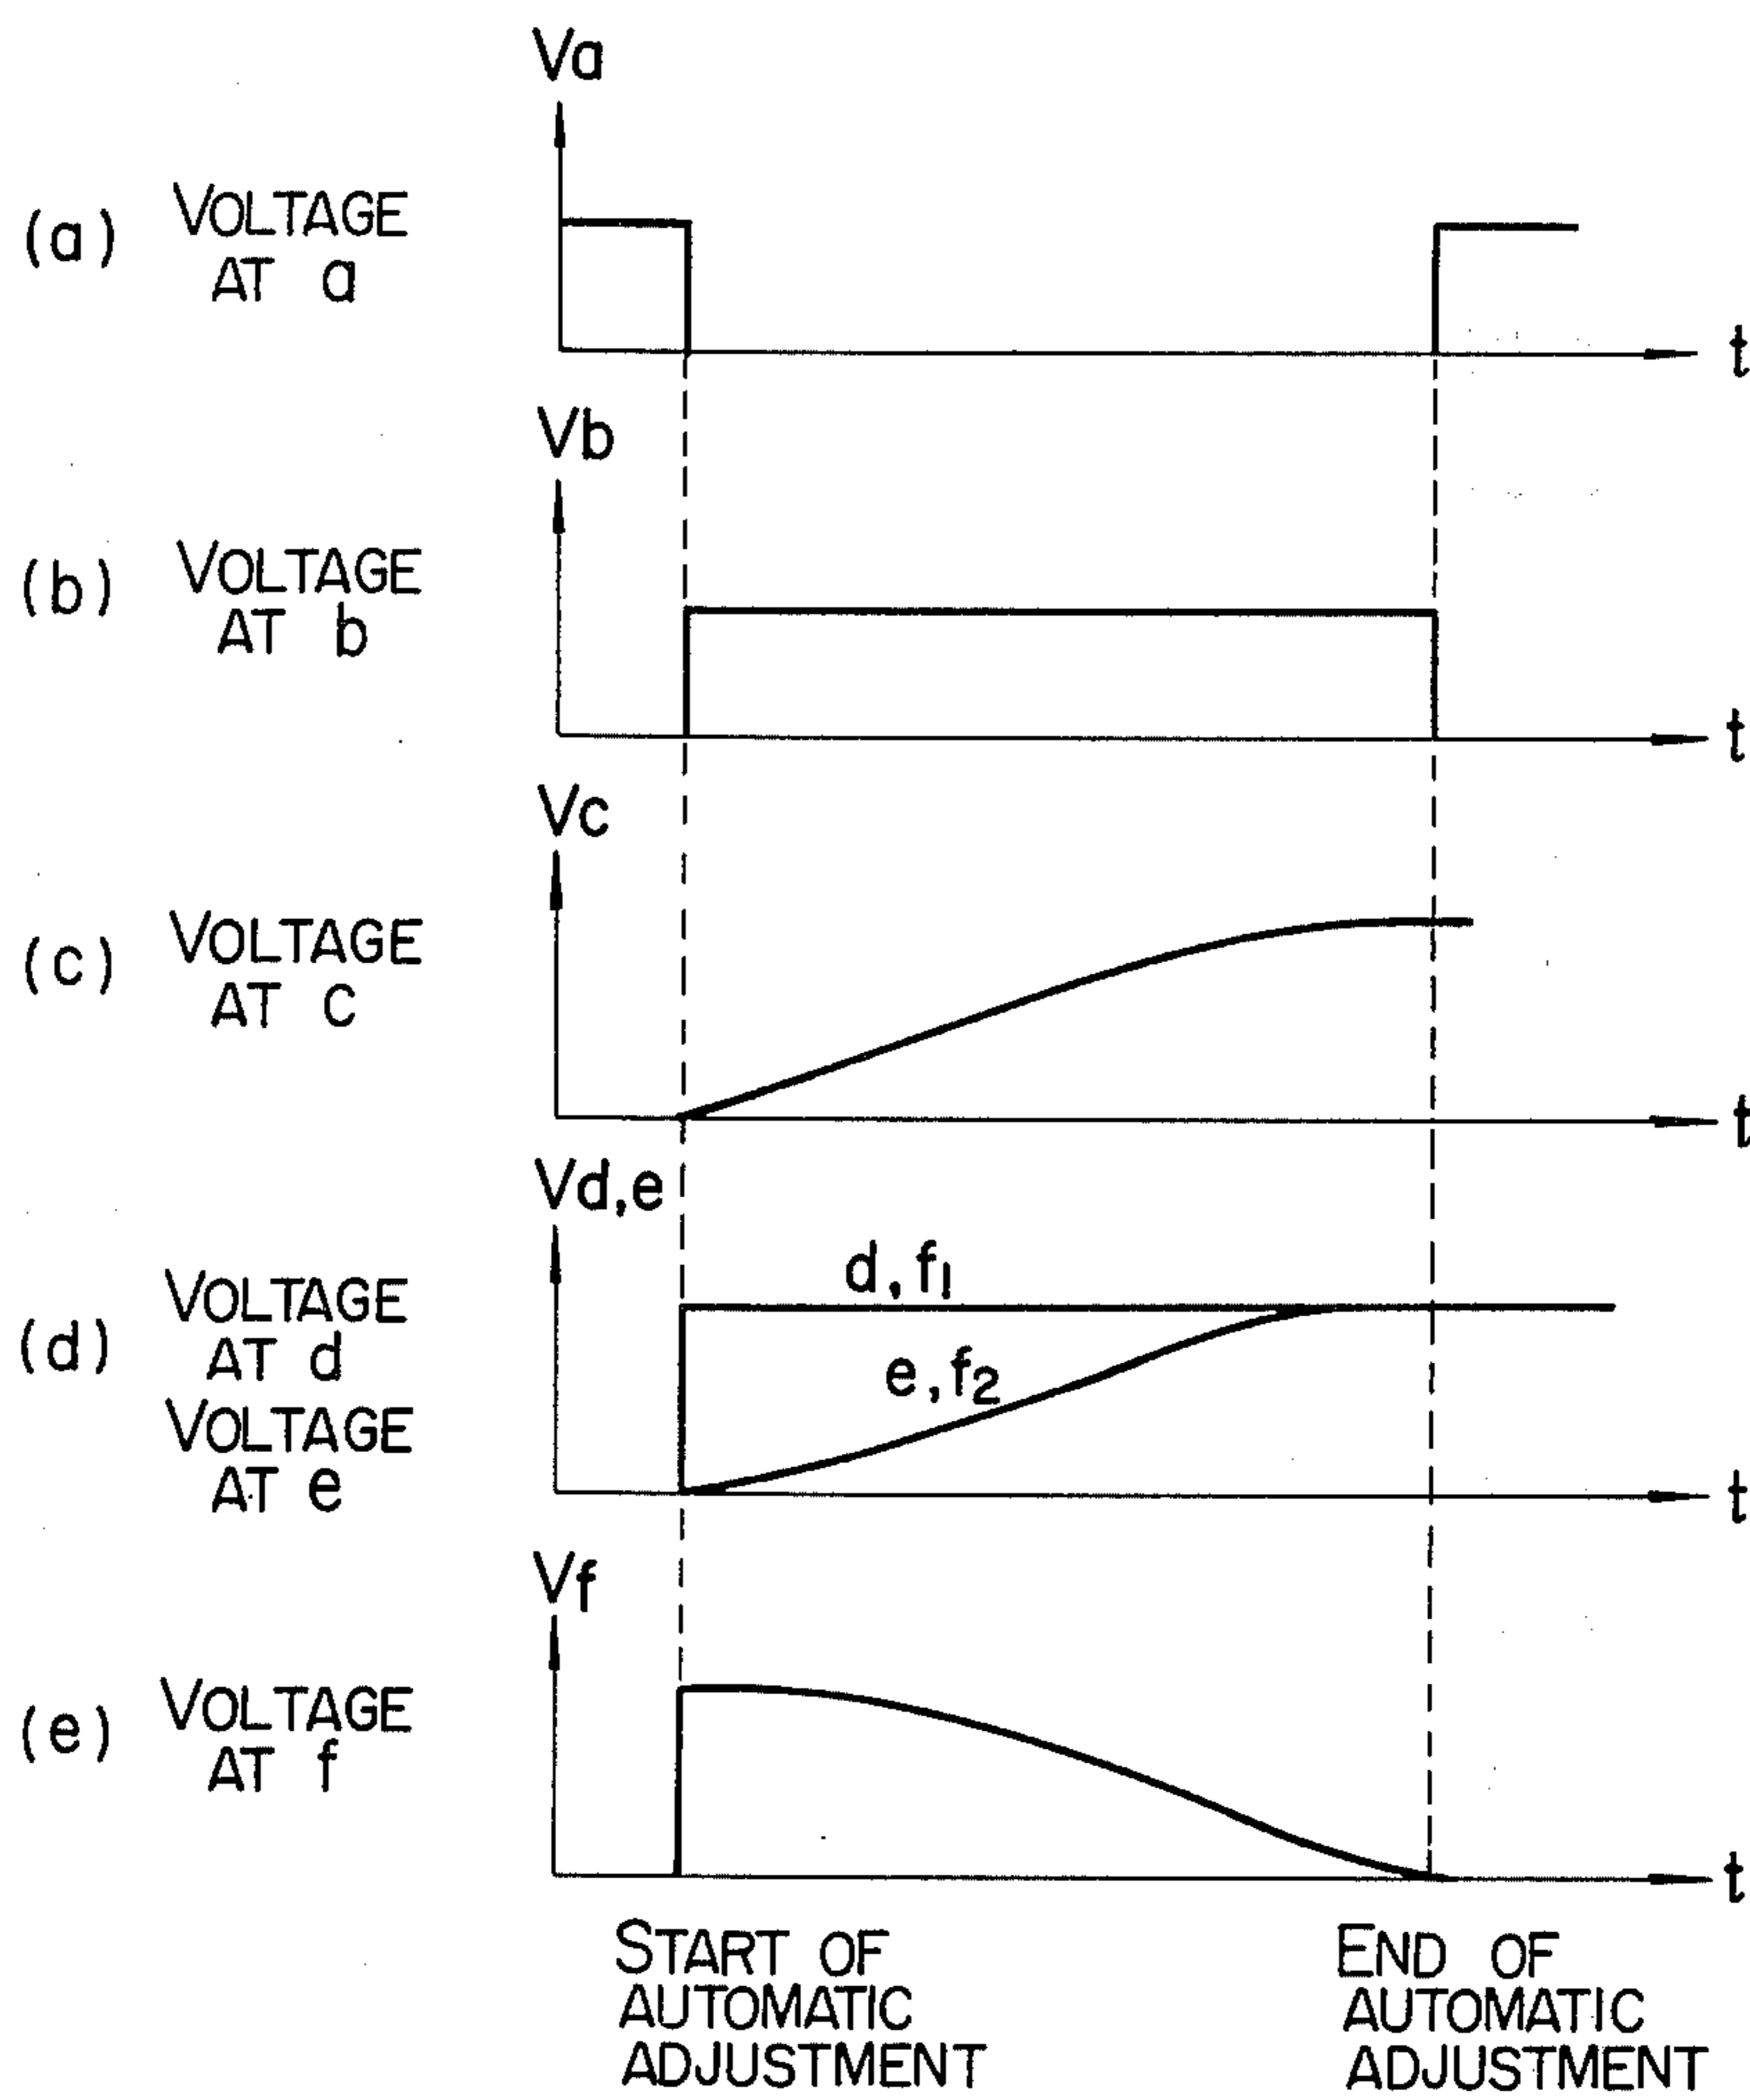 Va
(a) VOLTAGE
AT a
t
Vb
(b) VOLTAGE
AT b
t
Vc
(c) VOLTAGE
AT c
t
Vd,e
d,f1
e,f2
(d) VOLTAGE
AT d
VOLTAGE
AT e
t
Vf
(e) VOLTAGE
AT f
t
START OF
AUTOMATIC
ADJUSTMENT
END OF
AUTOMATIC
ADJUSTMENT